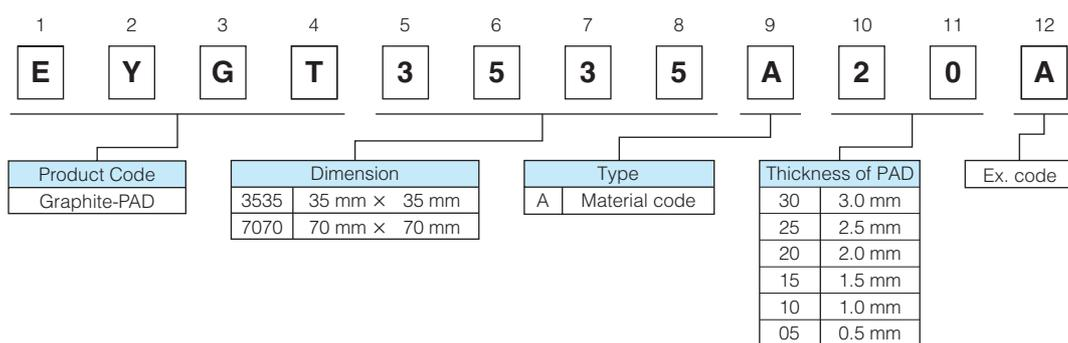 1 2 3 4 5 6 7 8 9 10 11 12
E Y G T 3 5 3 5 A 2 0 A
Product Code Dimension Type Thickness of PAD Ex. code
Graphite-PAD 3535 35 mm × 35 mm A Material code 30 3.0 mm
7070 70 mm × 70 mm 25 2.5 mm
20 2.0 mm
15 1.5 mm
10 1.0 mm
05 0.5 mm